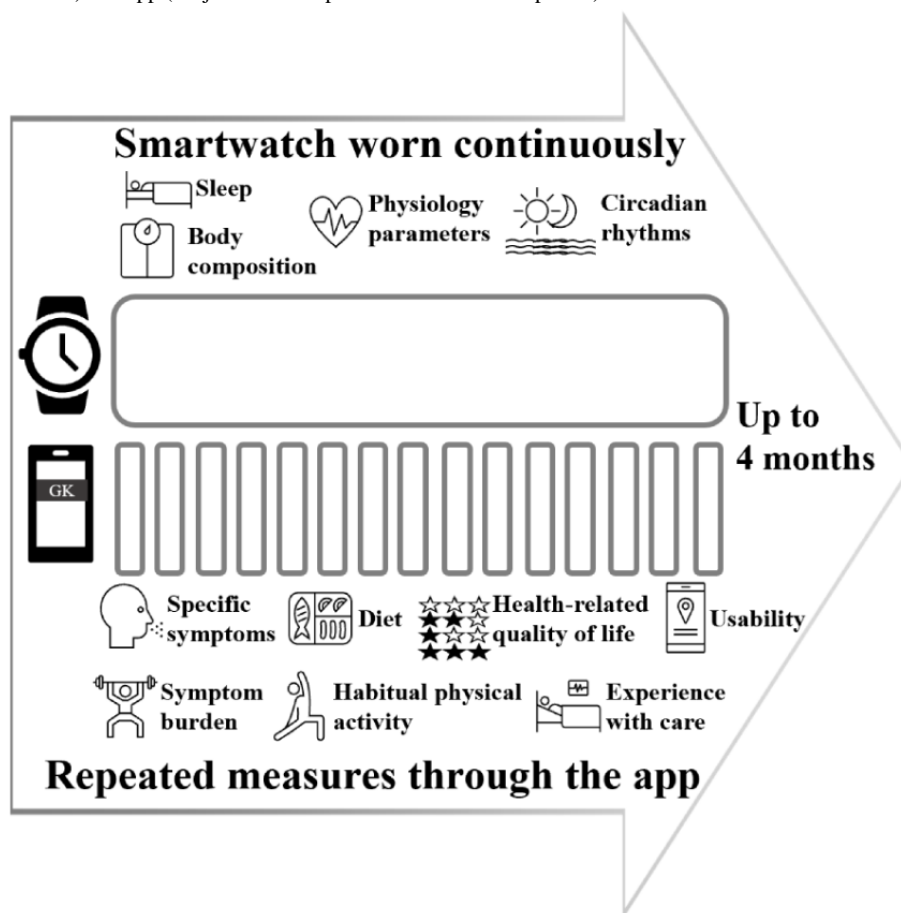 Smartwatch worn continuously
Sleep
Physiology
parameters
Circadian
rhythms
Body
composition
Up to
4 months
GK
Specific
symptoms
Diet
Health-related
quality of life
Usability
Symptom
burden
Habitual physical
activity
Experience
with care
Repeated measures through the app